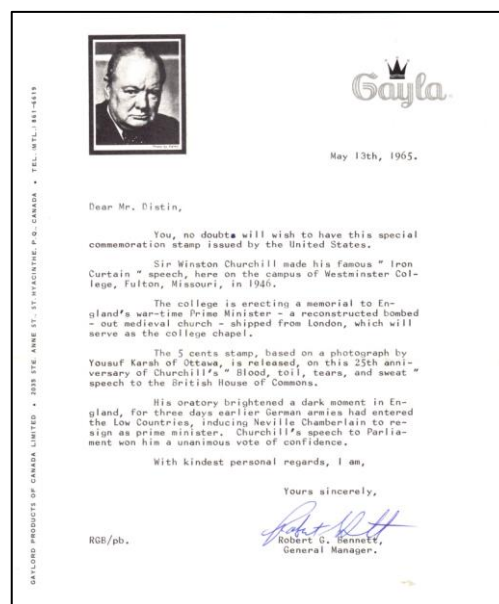 Gayla
May 13th, 1965.
Dear Mr. Distin,
You, no doubt will wish to have this special
commemoration stamp issued by the United States.
Sir Winston Churchill made his famous " Iron
Curtain " speech, here on the campus of Westminster Col-
lege, Fulton, Missouri, in 1946.
The college is erecting a memorial to En-
gland's war-time Prime Minister - a reconstructed bombed
- out medieval church - shipped from London, which will
serve as the college chapel.
The 5 cents stamp, based on a photograph by
Yousuf Karsh of Ottawa, is released, on this 25th anni-
versary of Churchill's " Blood, toil, tears, and sweat "
speech to the British House of Commons.
His oratory brightened a dark moment in En-
gland, for three days earlier German armies had entered
the Low Countries, inducing Neville Chamberlain to re-
sign as prime minister. Churchill's speech to Parlia-
ment won him a unanimous vote of confidence.
With kindest personal regards, I am,
Yours sincerely,
RGB/pb.
Robert G. Bennett,
General Manager.
GAYLORD PRODUCTS OF CANADA LIMITED • 2035 STE. ANNE ST., ST. HYACINTHE, P.Q., CANADA • TEL. (MTL.) 861-6615